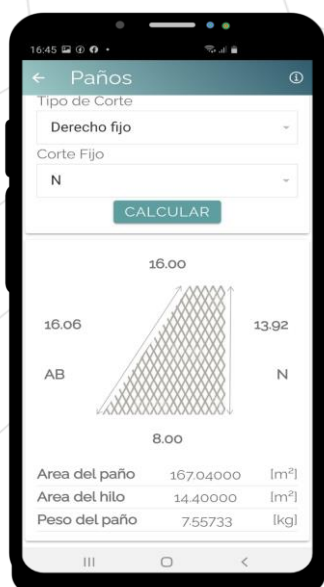 16:45
Paños
Tipo de Corte
Derecho fijo
Corte Fijo
N
CALCULAR
16.00
16.06 13.92
AB N
8.00
Area del paño 167.04000 [m²]
Area del hilo 14.40000 [m²]
Peso del paño 7.55733 [kg]